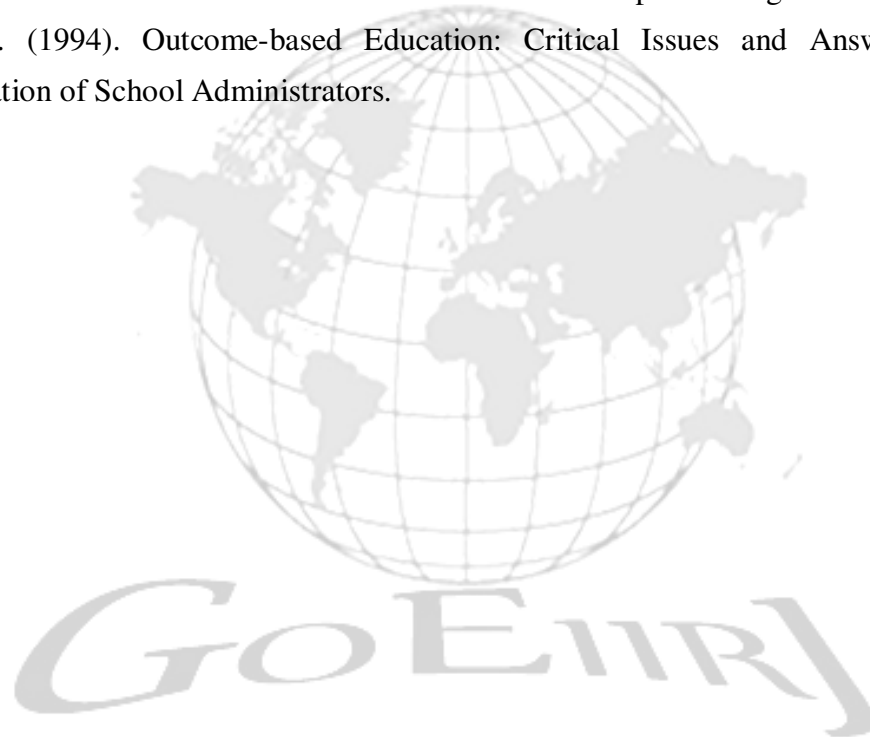 . (1994). Outcome-based Education: Critical Issues and Answ
tion of School Administrators.
GOEIIRJ